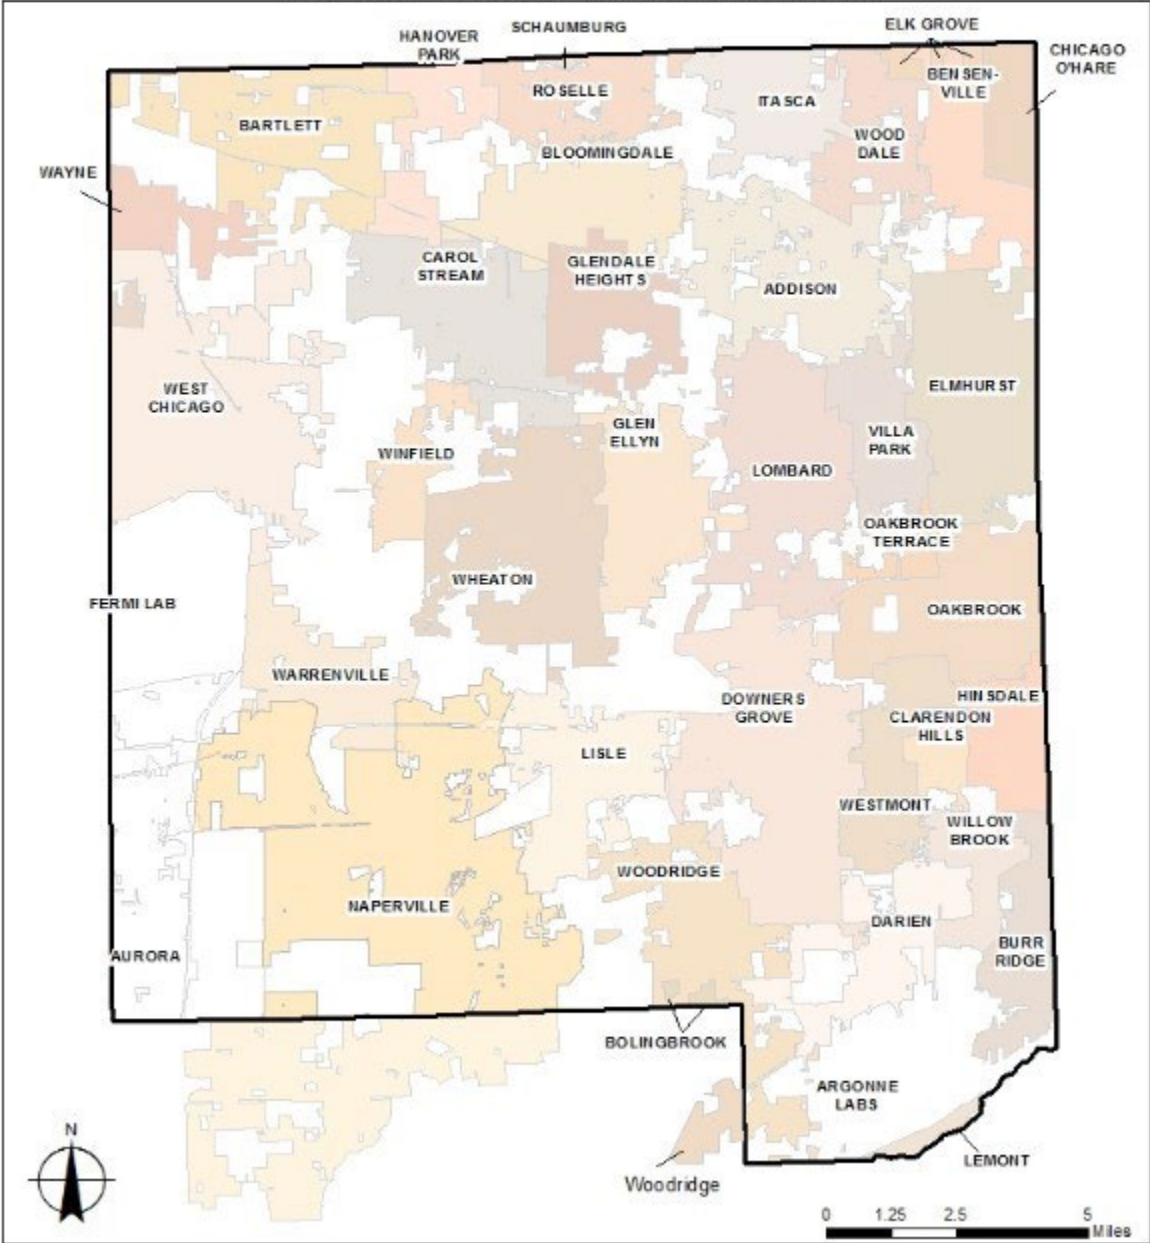 SCHAUMBURG
ELK GROVE
HANOVER
PARK
CHICAGO
O'HARE
BENSEN-
VILLE
ROSELLE
ITASCA
BARTLETT
WOOD
DALE
BLOOMINGDALE
WAYNE
CAROL
STREAM
GLENDALE
HEIGHTS
ADDISON
WEST
CHICAGO
ELMHURST
GLEN
ELLYN
VILLA
PARK
WINFIELD
LOMBARD
OAKBROOK
TERRACE
WHEATON
FERMI LAB
OAKBROOK
WARRENVILLE
HINSDALE
DOWNERS
GROVE
CLARENDON
HILLS
LISLE
WESTMONT
WILLOW
BROOK
WOODRIDGE
NAPERVILLE
DARIEN
BURR
RIDGE
AURORA
BOLINGBROOK
ARGONNE
LABS
LEMONT
Woodridge
N
0 1.25 2.5 5
Miles